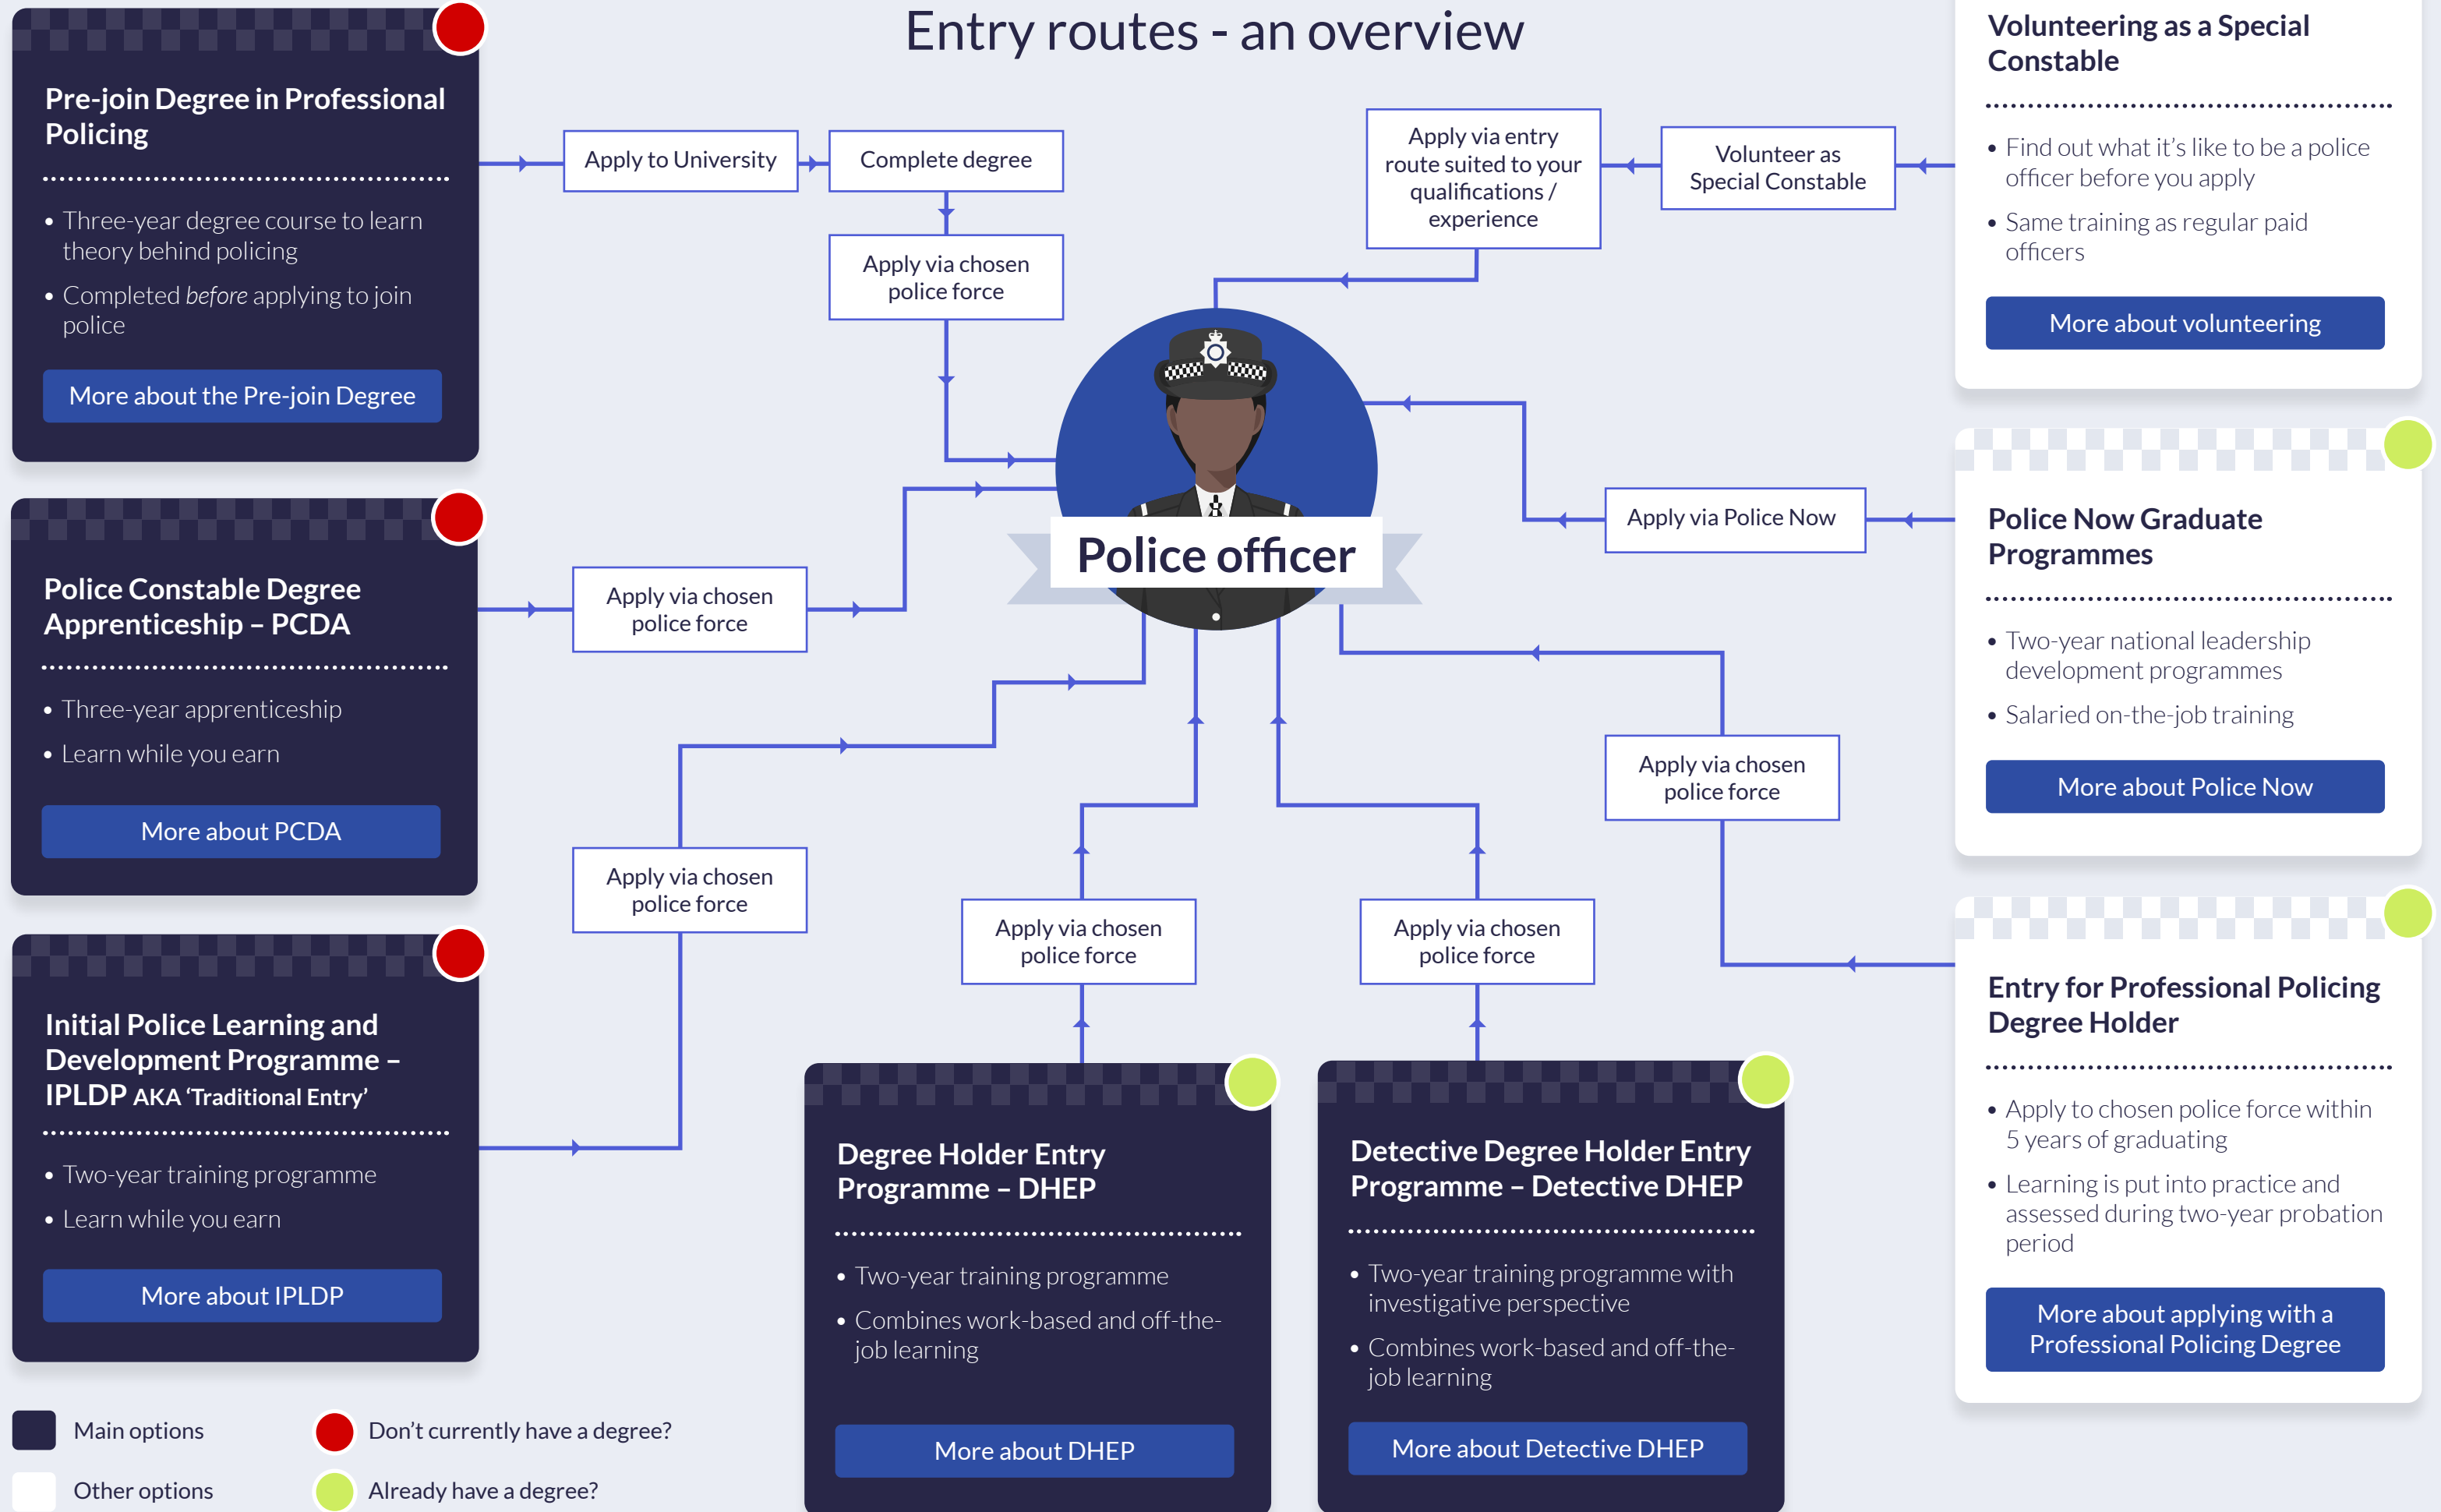 Entry routes - an overview
Pre-join Degree in Professional
Policing
• Three-year degree course to learn
theory behind policing
• Completed before applying to join
police
More about the Pre-join Degree
Apply to University
Complete degree
Apply via chosen
police force
Police Constable Degree
Apprenticeship – PCDA
• Three-year apprenticeship
• Learn while you earn
More about PCDA
Apply via chosen
police force
Initial Police Learning and
Development Programme –
IPLDP AKA ‘Traditional Entry’
• Two-year training programme
• Learn while you earn
More about IPLDP
Apply via chosen
police force
Police officer
Degree Holder Entry
Programme – DHEP
• Two-year training programme
• Combines work-based and off-the-
job learning
More about DHEP
Apply via chosen
police force
Detective Degree Holder Entry
Programme – Detective DHEP
• Two-year training programme with
investigative perspective
• Combines work-based and off-the-
job learning
More about Detective DHEP
Apply via chosen
police force
Volunteering as a Special
Constable
• Find out what it’s like to be a police
officer before you apply
• Same training as regular paid
officers
More about volunteering
Volunteer as
Special Constable
Apply via entry
route suited to your
qualifications /
experience
Police Now Graduate
Programmes
• Two-year national leadership
development programmes
• Salaried on-the-job training
More about Police Now
Apply via Police Now
Entry for Professional Policing
Degree Holder
• Apply to chosen police force within
5 years of graduating
• Learning is put into practice and
assessed during two-year probation
period
More about applying with a
Professional Policing Degree
Apply via chosen
police force
Main options
Don’t currently have a degree?
Other options
Already have a degree?